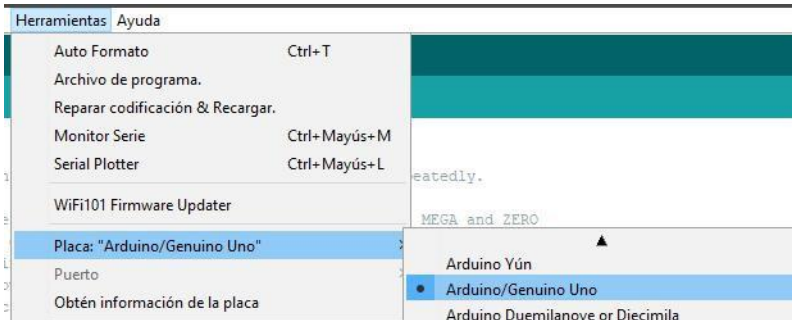 Herramientas Ayuda
Auto Formato Ctrl+T
Archivo de programa.
Reparar codificación & Recargar.
Monitor Serie Ctrl+Mayús+M
Serial Plotter Ctrl+Mayús+L
eatedly.
WiFi101 Firmware Updater
MEGA and ZERO
Placa: "Arduino/Genuino Uno"
Arduino Yún
Puerto
Arduino/Genuino Uno
Obtén información de la placa
Arduino Duemilanove or Diecimila